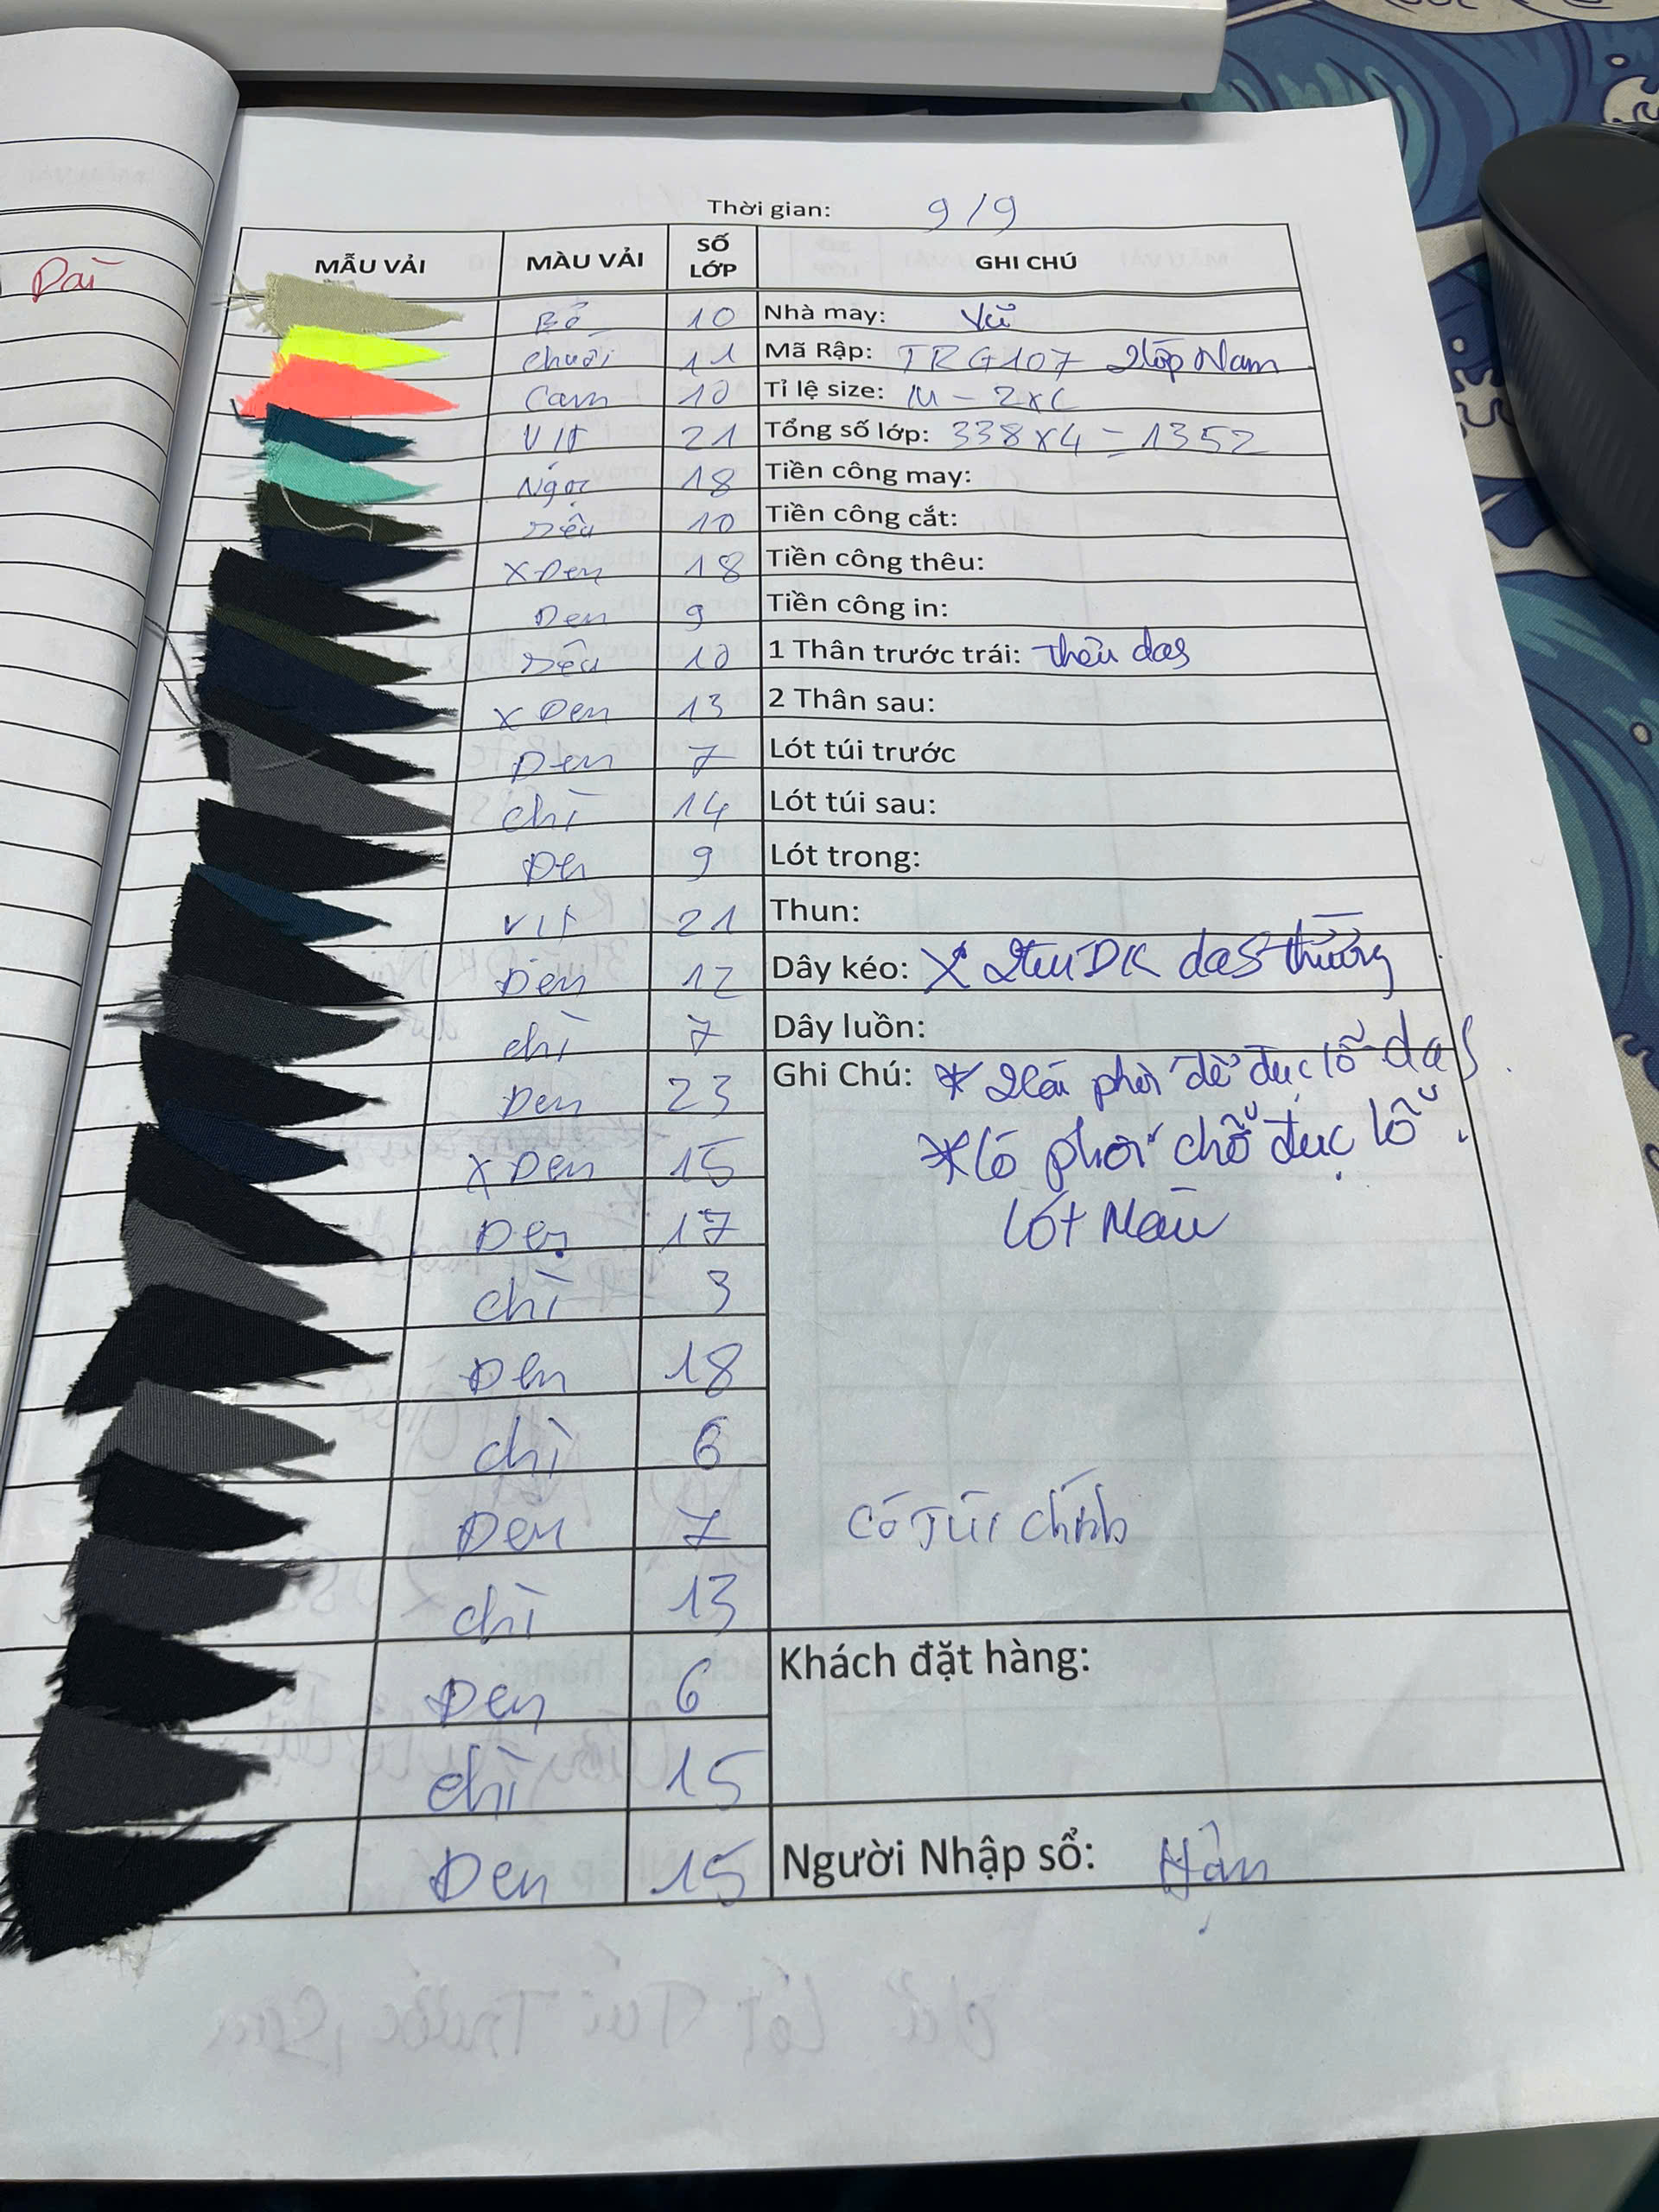 Dài
Thời gian: 9/9
MẪU VẢI MÀU VẢI SỐ LỚP GHI CHÚ
Bố 10 Nhà may: Vũ
chuối 11 Mã Rập: TRG107 2lớp Nam
Cam 10 Tỉ lệ size: M - 2XL
VỊT 21 Tổng số lớp: 338x4 = 1352
Ngọc 18 Tiền công may:
rêu 10 Tiền công cắt:
X Đen 18 Tiền công thêu:
Đen 9 Tiền công in:
rêu 10 1 Thân trước trái: Thêu das
X Đen 13 2 Thân sau:
Đen 7 Lót túi trước
chì 14 Lót túi sau:
Đen 9 Lót trong:
VỊT 21 Thun:
Đen 12 Dây kéo: X 2túi DK das thường
chì 7 Dây luồn:
Đen 23 Ghi Chú: * phối để đục lỗ das
X Đen 15 * Có phối chỗ đục lỗ.
Đen 17 lót Màu
chì 3
Đen 18
chì 6
Đen 7 Có Túi chính
chì 13
Đen 6 Khách đặt hàng:
chì 15
Đen 15 Người Nhập sổ: Hận